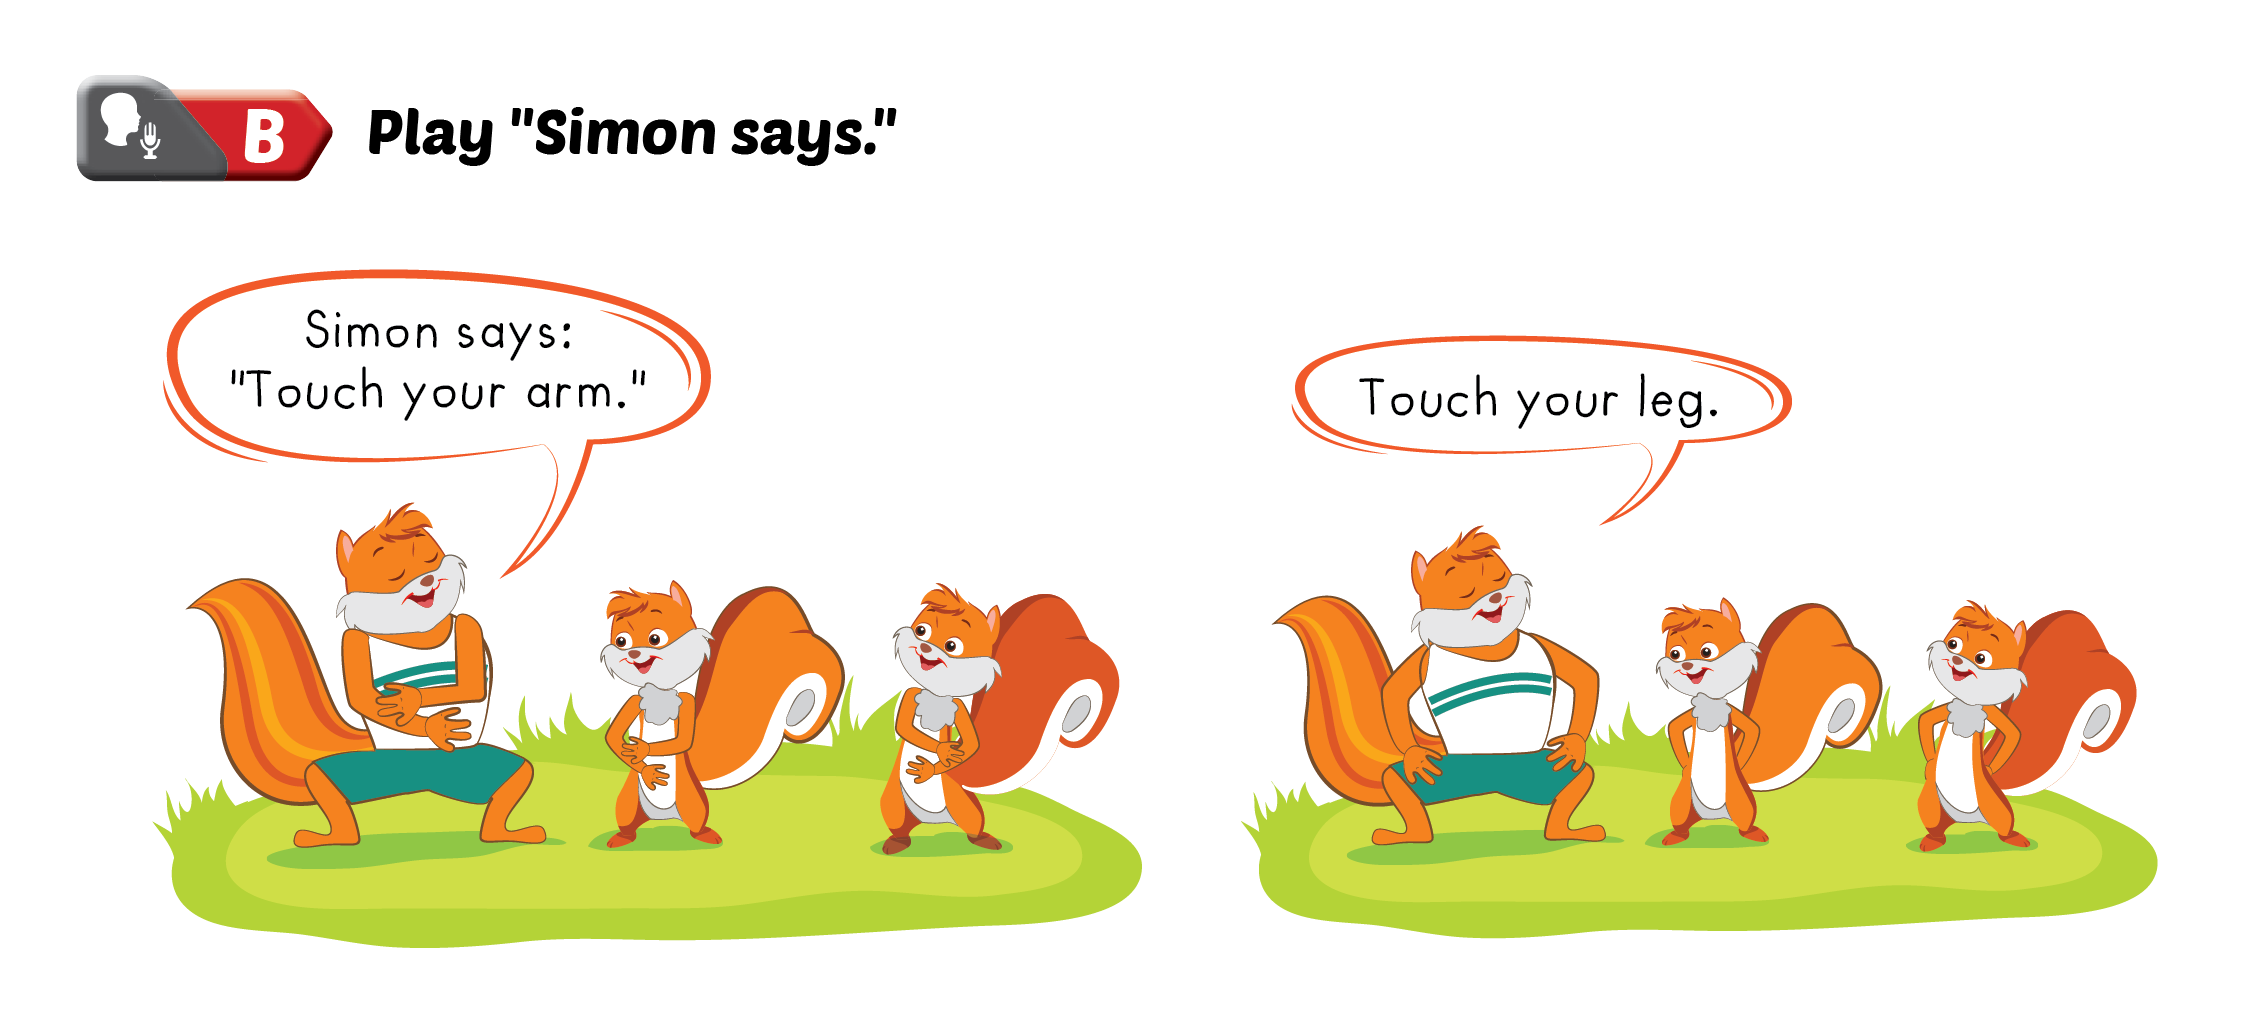 B Play "Simon says."
Simon says:
"Touch your arm."
Touch your leg.